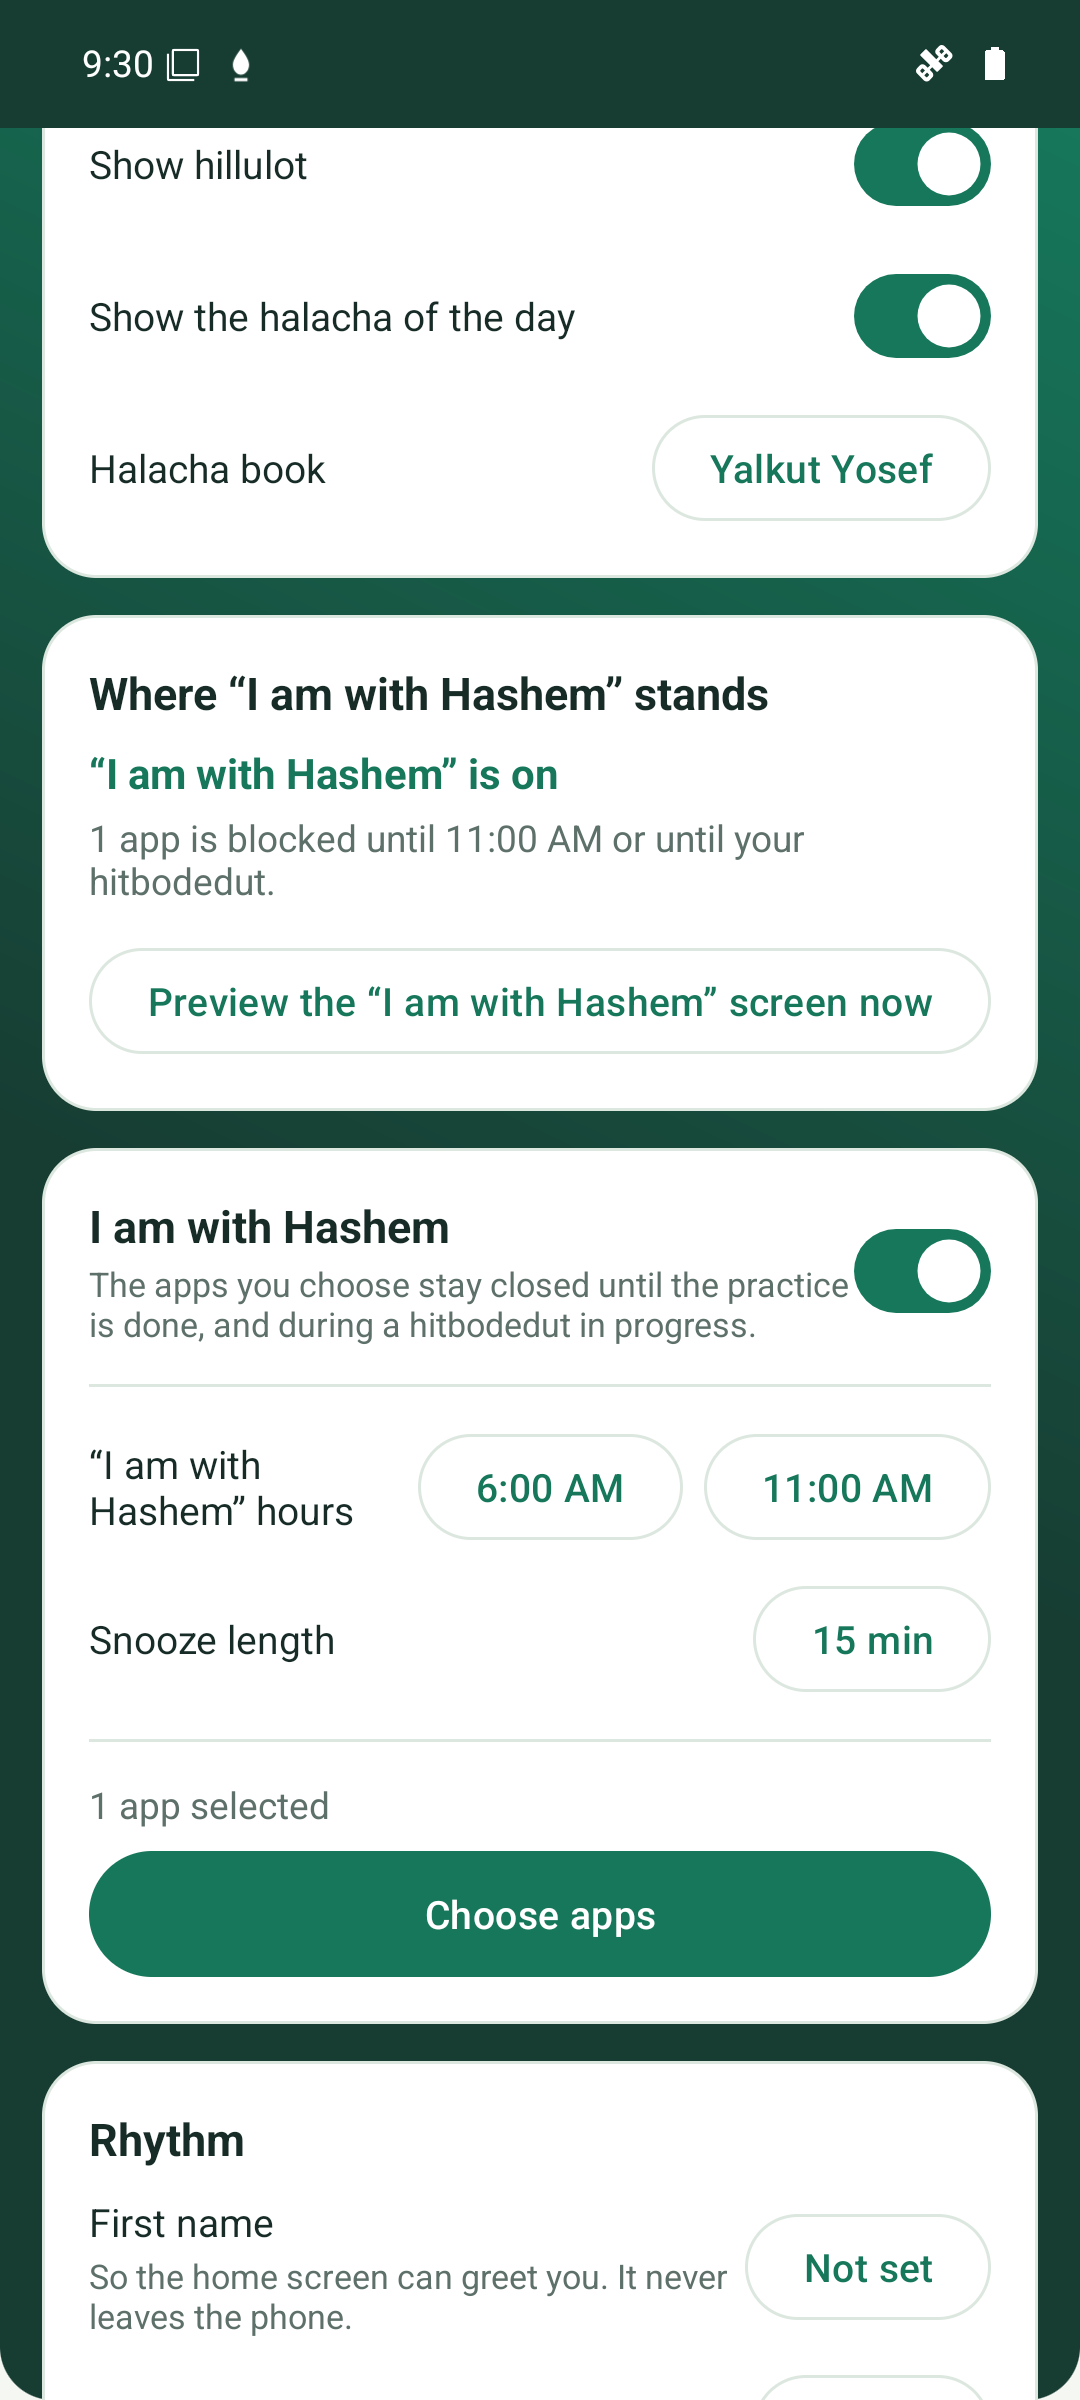 9:30
Show hillulot
Show the halacha of the day
Halacha book
Yalkut Yosef
Where “I am with Hashem” stands
“I am with Hashem” is on
1 app is blocked until 11:00 AM or until your
hitbodedut.
Preview the “I am with Hashem” screen now
I am with Hashem
The apps you choose stay closed until the practice
is done, and during a hitbodedut in progress.
“I am with
Hashem” hours
6:00 AM
11:00 AM
Snooze length
15 min
1 app selected
Choose apps
Rhythm
First name
So the home screen can greet you. It never
leaves the phone.
Not set